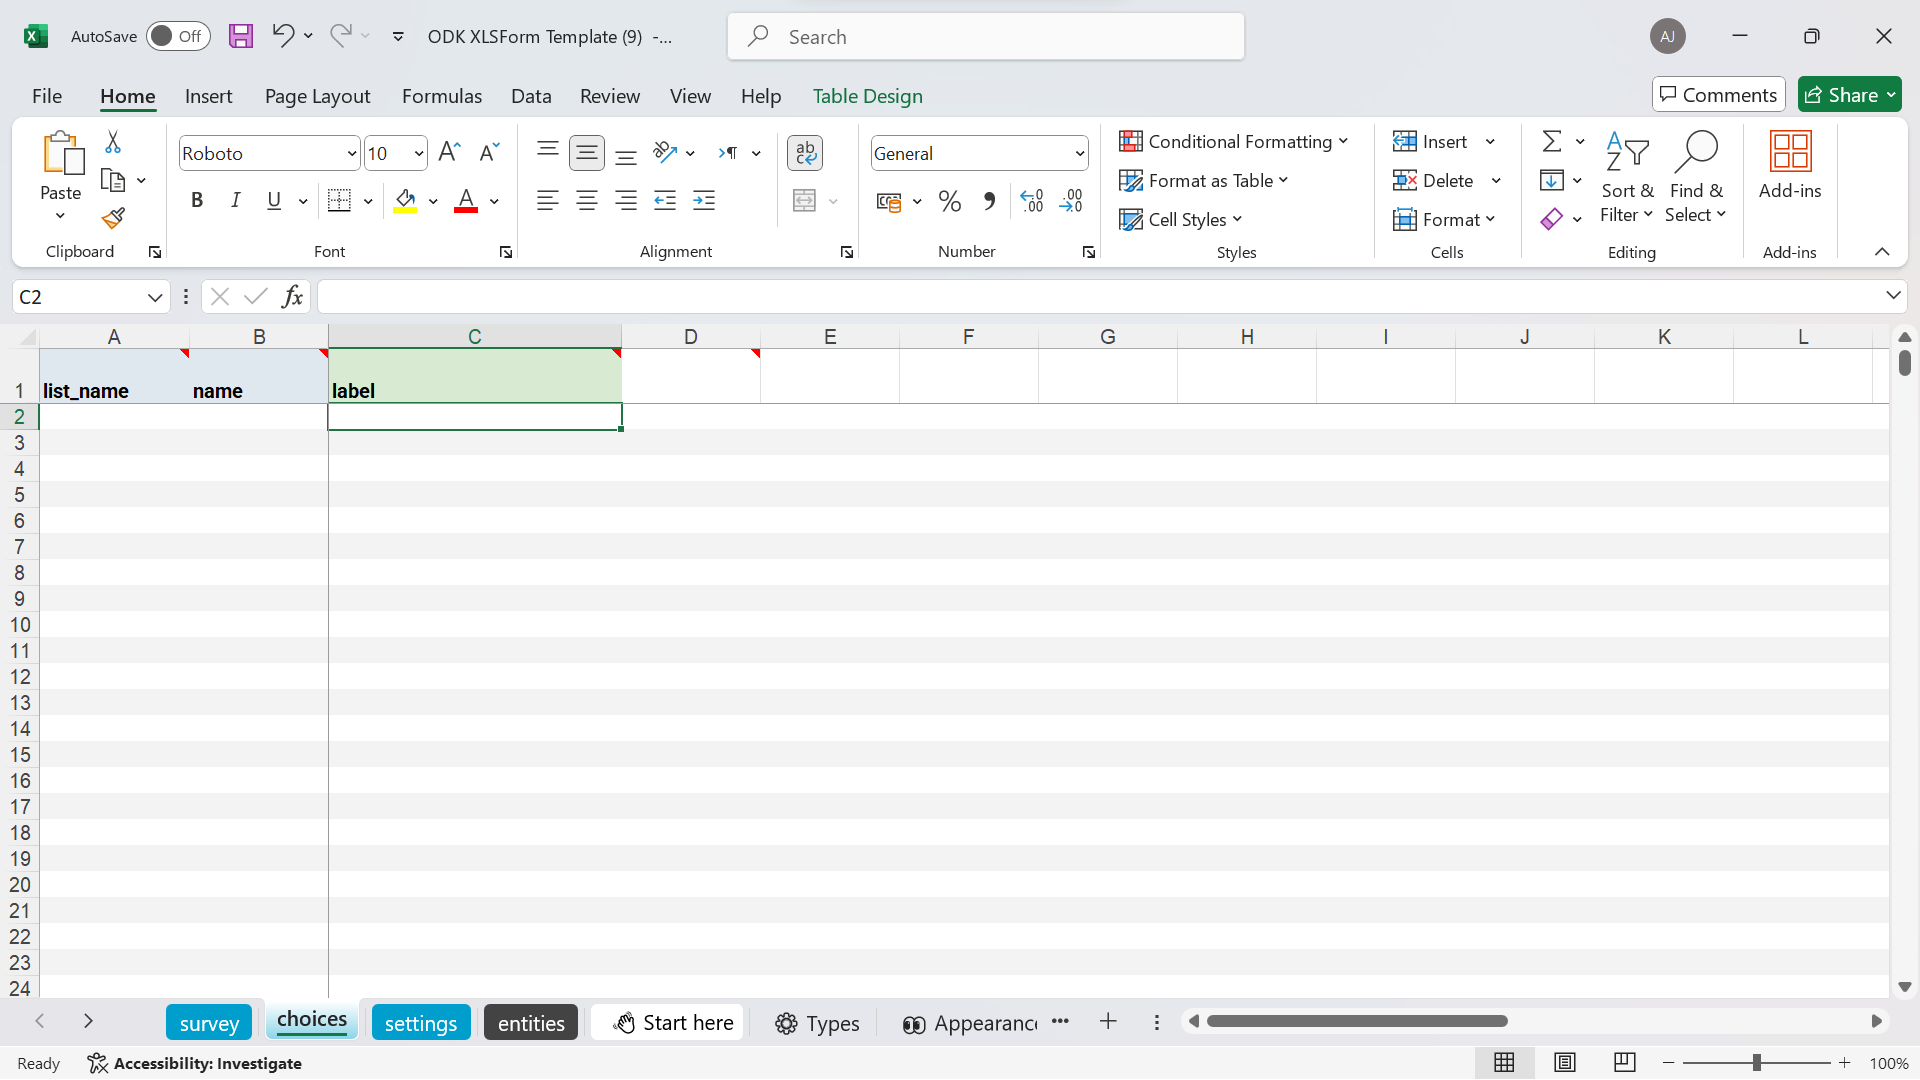 AutoSave Off ODK XLSForm Template (9) -... Search AJ
File Home Insert Page Layout Formulas Data Review View Help Table Design Comments Share
Paste Roboto 10 General Conditional Formatting Format as Table Cell Styles Insert Delete Format Sort & Filter Find & Select Add-ins
Clipboard Font Alignment Number Styles Cells Editing Add-ins
C2 fx
A B C D E F G H I J K L
1 list_name name label
2
3
4
5
6
7
8
9
10
11
12
13
14
15
16
17
18
19
20
21
22
23
24
survey choices settings entities Start here Types Appearanc ...
Ready Accessibility: Investigate 100%